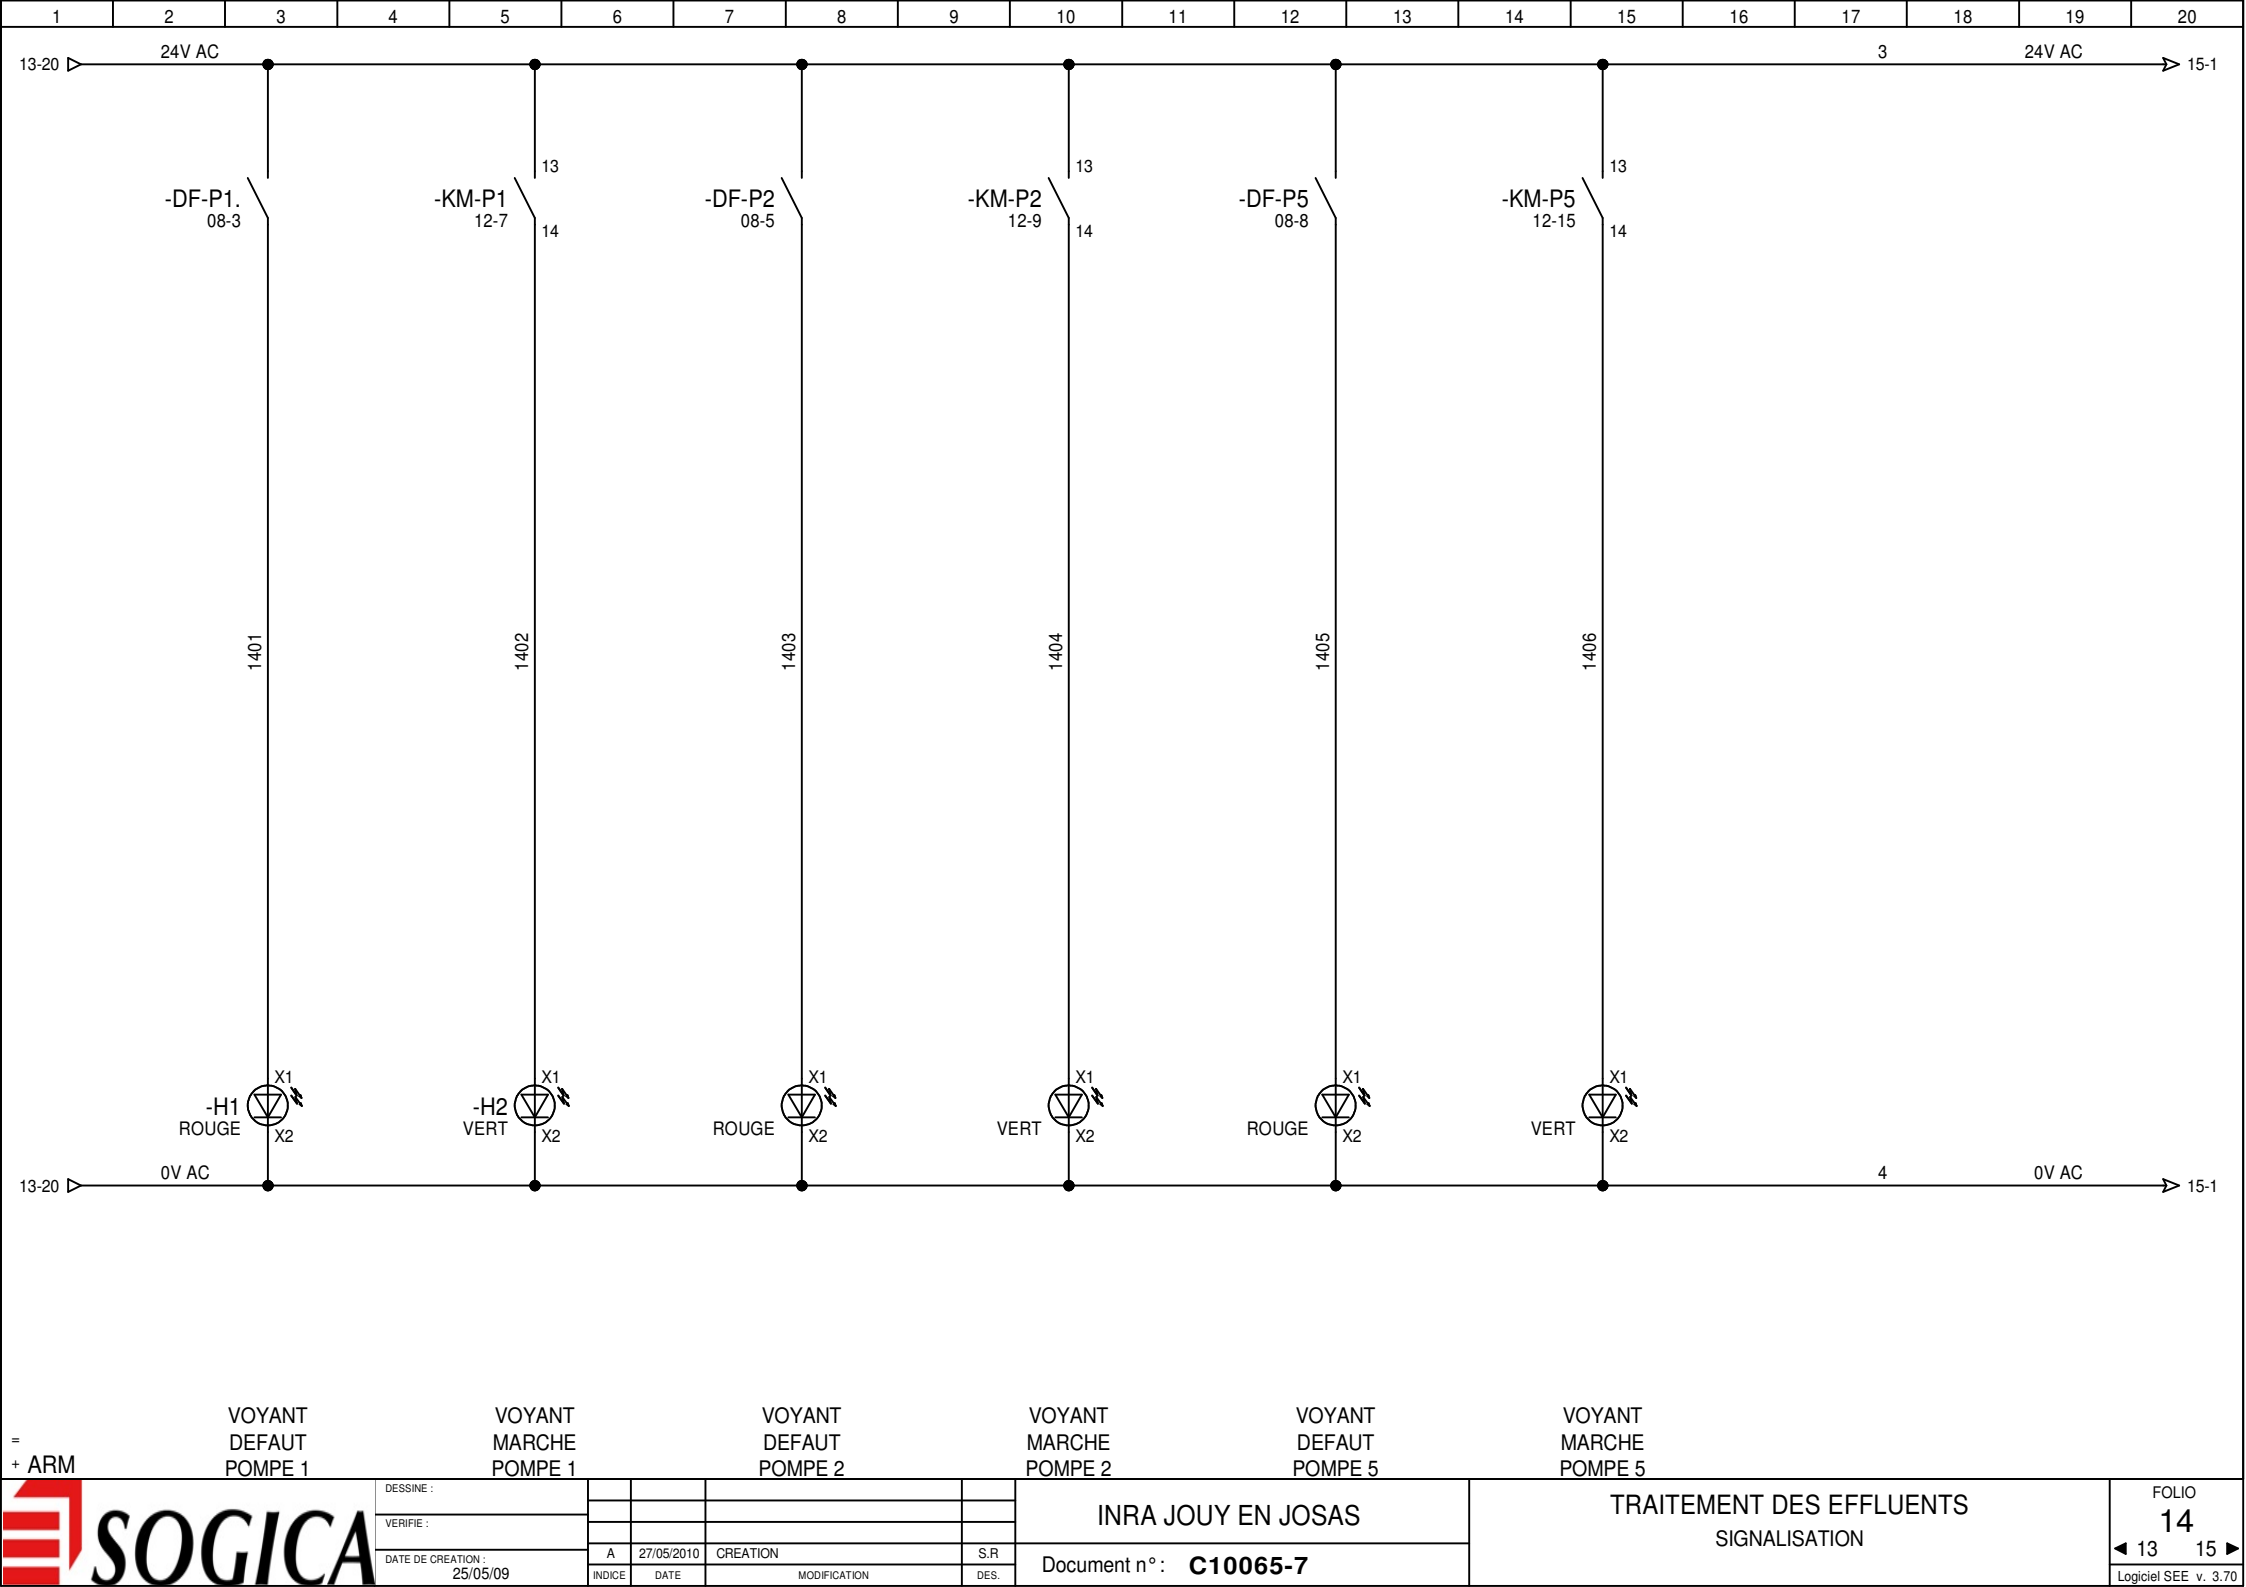 1 2 3 4 5 6 7 8 9 10 11 12 13 14 15 16 17 18 19 20
24V AC 3 24V AC
13-20 15-1
13 13 13
-DF-P1. -KM-P1 -DF-P2 -KM-P2 -DF-P5 -KM-P5
08-3 12-7 08-5 12-9 08-8 12-15
14 14 14
1401 1402 1403 1404 1405 1406
X1 X1 X1 X1 X1 X1
-H1 -H2
ROUGE VERT ROUGE VERT ROUGE VERT
X2 X2 X2 X2 X2 X2
0V AC 4 0V AC
13-20 15-1
VOYANT VOYANT VOYANT VOYANT VOYANT VOYANT
= DEFAUT MARCHE DEFAUT MARCHE DEFAUT MARCHE
+ ARM POMPE 1 POMPE 1 POMPE 2 POMPE 2 POMPE 5 POMPE 5
SOGICA
DESSINE :
VERIFIE :
DATE DE CREATION :
25/05/09
A 27/05/2010 CREATION S.R
INDICE DATE MODIFICATION DES.
INRA JOUY EN JOSAS
Document n° : C10065-7
TRAITEMENT DES EFFLUENTS
SIGNALISATION
FOLIO
14
13 15
Logiciel SEE v. 3.70